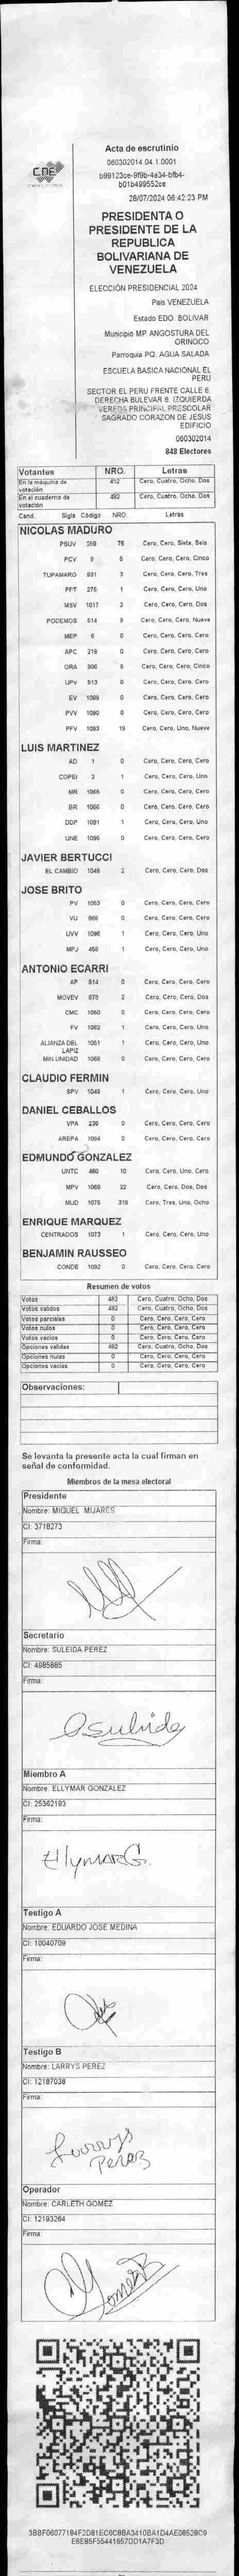 CNE
Acta de escrutinio
060302014.04.1.0001
b99123ce-9f9b-4a34-bfb4-
b01b499552ce
28/07/2024 06:42:23 PM
PRESIDENTA O
PRESIDENTE DE LA
REPUBLICA
BOLIVARIANA DE
VENEZUELA
ELECCIÓN PRESIDENCIAL 2024
Pais VENEZUELA
Estado EDO. BOLIVAR
Municipio MP. ANGOSTURA DEL
ORINOCO
Parroquia PQ. AGUA SALADA
ESCUELA BASICA NACIONAL EL
PERU
SECTOR EL PERU FRENTE CALLE 6.
DERECHA BULEVAR 6. IZQUIERDA
VEREDA PRINCIPAL PRESCOLAR
SAGRADO CORAZON DE JESUS
EDIFICIO
060302014
848 Electores
Votantes NRO. Letras
En la máquina de votación 482 Cero, Cuatro, Ocho, Dos
En el cuaderno de votación 482 Cero, Cuatro, Ocho, Dos
Cand. Sigla Código NRO. Letras
NICOLAS MADURO
PSUV 76 Cero, Cero, Siete, Seis
PCV 5 Cero, Cero, Cero, Cinco
TUPAMARO 931 3 Cero, Cero, Cero, Tres
PPT 275 1 Cero, Cero, Cero, Uno
MSV 1017 2 Cero, Cero, Cero, Dos
PODEMOS 514 9 Cero, Cero, Cero, Nueve
MEP 6 0 Cero, Cero, Cero, Cero
APC 219 0 Cero, Cero, Cero, Cero
ORA 906 5 Cero, Cero, Cero, Cinco
UPV 513 0 Cero, Cero, Cero, Cero
EV 1089 0 Cero, Cero, Cero, Cero
PVV 1090 0 Cero, Cero, Cero, Cero
PFV 1093 19 Cero, Cero, Uno, Nueve
LUIS MARTINEZ
AD 1 0 Cero, Cero, Cero, Cero
COPEI 2 1 Cero, Cero, Cero, Uno
MR 1065 0 Cero, Cero, Cero, Cero
BR 1066 0 Cero, Cero, Cero, Cero
DDP 1091 1 Cero, Cero, Cero, Uno
UNE 1095 0 Cero, Cero, Cero, Cero
JAVIER BERTUCCI
EL CAMBIO 1048 2 Cero, Cero, Cero, Dos
JOSE BRITO
PV 1053 0 Cero, Cero, Cero, Cero
VU 0 Cero, Cero, Cero, Cero
UVV 1096 1 Cero, Cero, Cero, Uno
MPJ 458 1 Cero, Cero, Cero, Uno
ANTONIO ECARRI
AP 814 0 Cero, Cero, Cero, Cero
MOVEV 879 2 Cero, Cero, Cero, Dos
CMC 1060 0 Cero, Cero, Cero, Cero
FV 1062 1 Cero, Cero, Cero, Uno
ALIANZA DEL LAPIZ 1051 1 Cero, Cero, Cero, Uno
MIN UNIDAD 1068 0 Cero, Cero, Cero, Cero
CLAUDIO FERMIN
SPV 1049 1 Cero, Cero, Cero, Uno
DANIEL CEBALLOS
VPA 236 0 Cero, Cero, Cero, Cero
AREPA 1094 0 Cero, Cero, Cero, Cero
EDMUNDO GONZALEZ
UNTC 460 10 Cero, Cero, Uno, Cero
MPV 1069 22 Cero, Cero, Dos, Dos
MUD 1075 318 Cero, Tres, Uno, Ocho
ENRIQUE MARQUEZ
CENTRADOS 1073 1 Cero, Cero, Cero, Uno
BENJAMIN RAUSSEO
CONDE 1092 0 Cero, Cero, Cero, Cero
Resumen de votos
Votos 482 Cero, Cuatro, Ocho, Dos
Votos validos 482 Cero, Cuatro, Ocho, Dos
Votos parciales 0 Cero, Cero, Cero, Cero
Votos nulos 0 Cero, Cero, Cero, Cero
Votos vacios 0 Cero, Cero, Cero, Cero
Opciones validas 482 Cero, Cuatro, Ocho, Dos
Opciones nulas 0 Cero, Cero, Cero, Cero
Opciones vacias 0 Cero, Cero, Cero, Cero
Observaciones:
Se levanta la presente acta la cual firman en
señal de conformidad.
Miembros de la mesa electoral
Presidente
Nombre: MIGUEL MIJARES
CI: 3718273
Firma:
Secretario
Nombre: SULEIDA PEREZ
CI: 4985885
Firma:
Miembro A
Nombre: ELLYMAR GONZALEZ
CI: 25362193
Firma:
EllymarG.
Testigo A
Nombre: EDUARDO JOSE MEDINA
CI: 10040709
Firma:
Testigo B
Nombre: LARRYS PEREZ
CI: 12187038
Firma:
Larrys
Perez
Operador
Nombre: CARLETH GOMEZ
CI: 12193264
Firma:
3BBF06077184F2D81EC6C8BA3410BA1D4AE08528C9
E6E85F55441657DD1A7F3D